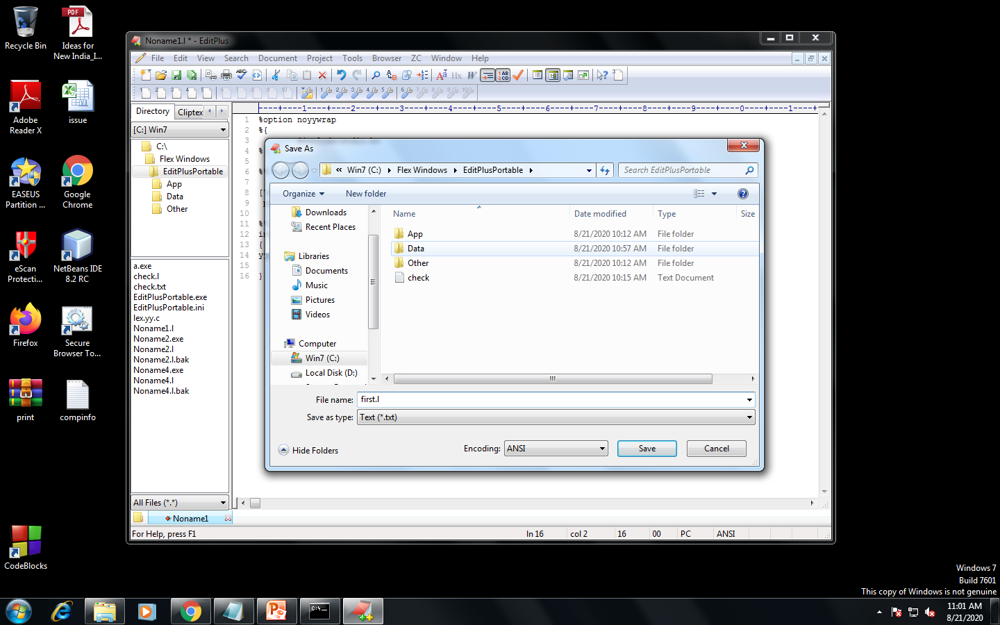 Recycle Bin
Ideas for
New India_I...
Adobe
Reader X
issue
EASEUS
Partition ...
Google
Chrome
eScan
Protecti...
NetBeans IDE
8.2 RC
Firefox
Secure
Browser To...
print
compinfo
CodeBlocks
Noname1.l * - EditPlus
File Edit View Search Document Project Tools Browser ZC Window Help
Directory Cliptex
[C:] Win7
C:\
Flex Windows
EditPlusPortable
App
Data
Other
a.exe
check.l
check.txt
EditPlusPortable.exe
EditPlusPortable.ini
lex.yy.c
Noname1.l
Noname2.exe
Noname2.l
Noname2.l.bak
Noname4.exe
Noname4.l
Noname4.l.bak
All Files (*.*)
Noname1
----+----1----+----2----+----3----+----4----+----5----+----6----+----7----+----8----+----9----+----0----+----1----+
1 %option noyywrap
2 %{
3
4 %
5
6 %
7
8 [
9
10
11 %
12 in
13 {
14 y
15
16 }
Save As
Win7 (C:) Flex Windows EditPlusPortable
Search EditPlusPortable
Organize New folder
Downloads
Recent Places
Libraries
Documents
Music
Pictures
Videos
Computer
Win7 (C:)
Local Disk (D:)
Name Date modified Type Size
App 8/21/2020 10:12 AM File folder
Data 8/21/2020 10:57 AM File folder
Other 8/21/2020 10:12 AM File folder
check 8/21/2020 10:15 AM Text Document
File name: first.l
Save as type: Text (*.txt)
Hide Folders
Encoding: ANSI
Save
Cancel
For Help, press F1
ln 16 col 2 16 00 PC ANSI
Windows 7
Build 7601
This copy of Windows is not genuine
11:01 AM
8/21/2020